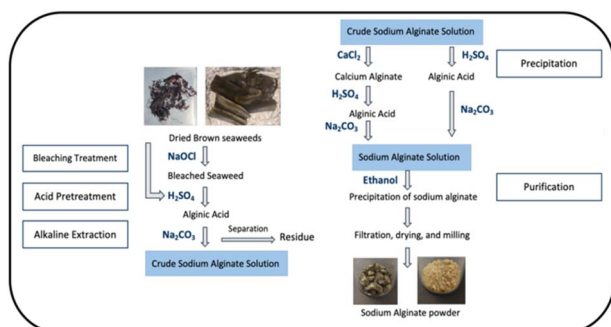 Bleaching Treatment
Acid Pretreatment
Alkaline Extraction
Dried Brown seaweeds
NaOCl
Bleached Seaweed
H₂SO₄
Alginic Acid
Na₂CO₃
Separation
Residue
Crude Sodium Alginate Solution
Crude Sodium Alginate Solution
CaCl₂
H₂SO₄
Precipitation
Calcium Alginate
Alginic Acid
H₂SO₄
Alginic Acid
Na₂CO₃
Na₂CO₃
Sodium Alginate Solution
Ethanol
Purification
Precipitation of sodium alginate
Filtration, drying, and milling
Sodium Alginate powder